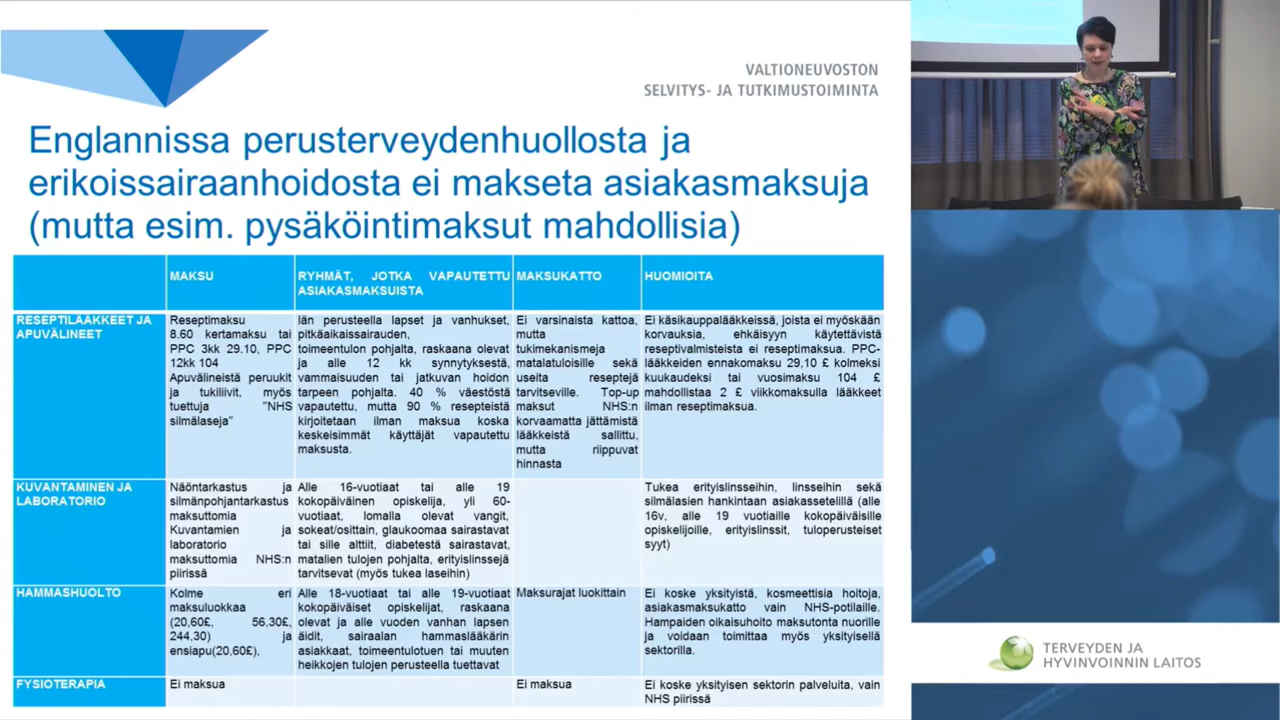 VALTIONEUVOSTON
SELVITYS- JA TUTKIMUSTOIMINTA
Englannissa perusterveydenhuollosta ja
erikoissairaanhoidosta ei makseta asiakasmaksuja
(mutta esim. pysäköintimaksut mahdollisia)
MAKSU
RYHMÄT, JOTKA VAPAUTETTU
ASIAKASMAKSUISTA
MAKSUKATTO
HUOMIOITA
RESEPTILÄÄKKEET JA
APUVÄLINEET
Reseptimaksu
8.60 kertamaksu tai
PPC 3kk 29.10, PPC
12kk 104
Apuvälineistä peruukit
ja tukiliivit, myös
tuettuja "NHS
silmälaseja"
Iän perusteella lapset ja vanhukset,
pitkäaikaissairauden,
toimeentulon pohjalta, raskaana olevat
ja alle 12 kk synnytyksestä,
vammaisuuden tai jatkuvan hoidon
tarpeen pohjalta. 40 % väestöstä
vapautettu, mutta 90 % resepteistä
kirjoitetaan ilman maksua koska
keskeisimmät käyttäjät vapautettu
maksusta.
Ei varsinaista kattoa,
mutta
tukimekanismeja
matalatuloisille sekä
useita reseptejä
tarvitseville. Top-up
maksut NHS:n
korvaamatta jättämistä
lääkkeistä sallittu,
mutta riippuvat
hinnasta
Ei käsikauppalääkkeissä, joista ei myöskään
korvauksia, ehkäisyyn käytettävistä
reseptivalmisteista ei reseptimaksua. PPC-
lääkkeiden ennakomaksu 29,10 £ kolmeksi
kuukaudeksi tai vuosimaksu 104 £
mahdollistaa 2 £ viikkomaksulla lääkkeet
ilman reseptimaksua.
KUVANTAMINEN JA
LABORATORIO
Näöntarkastus ja
silmänpohjantarkastus
maksuttomia
Kuvantamien ja
laboratorio
maksuttomia NHS:n
piirissä
Alle 16-vuotiaat tai alle 19
kokopäiväinen opiskelija, yli 60-
vuotiaat, lomalla olevat vangit,
sokeat/osittain, glaukoomaa sairastavat
tai sille alttiit, diabetestä sairastavat,
matalien tulojen pohjalta, erityislinssejä
tarvitsevat (myös tukea laseihin)
Tukea erityislinsseihin, linsseihin sekä
silmälasien hankintaan asiakassetelillä (alle
16v, alle 19 vuotiaille kokopäiväisille
opiskelijoille, erityislinssit, tuloperusteiset
syyt)
HAMMASHUOLTO
Kolme eri
maksuluokkaa
(20,60£, 56,30£,
244,30) ja
ensiapu(20,60£),
Alle 18-vuotiaat tai alle 19-vuotiaat
kokopäiväiset opiskelijat, raskaana
olevat ja alle vuoden vanhan lapsen
äidit, sairaalan hammaslääkärin
asiakkaat, toimeentulotuen tai muuten
heikkojen tulojen perusteella tuettavat
Maksurajat luokittain
Ei koske yksityistä, kosmeettisia hoitoja,
asiakasmaksukatto vain NHS-potilaille.
Hampaiden oikaisuhoito maksutonta nuorille
ja voidaan toimittaa myös yksityisellä
sektorilla.
FYSIOTERAPIA
Ei maksua
Ei maksua
Ei koske yksityisen sektorin palveluita, vain
NHS piirissä
TERVEYDEN JA
HYVINVOINNIN LAITOS